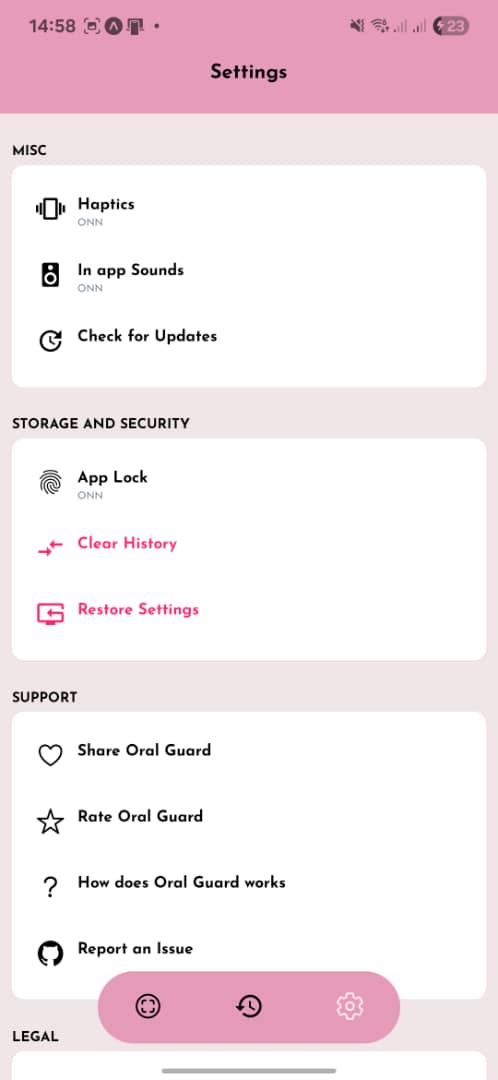 14:58
23
Settings
MISC
Haptics
ONN
In app Sounds
ONN
Check for Updates
STORAGE AND SECURITY
App Lock
ONN
Clear History
Restore Settings
SUPPORT
Share Oral Guard
Rate Oral Guard
? How does Oral Guard works
Report an Issue
LEGAL